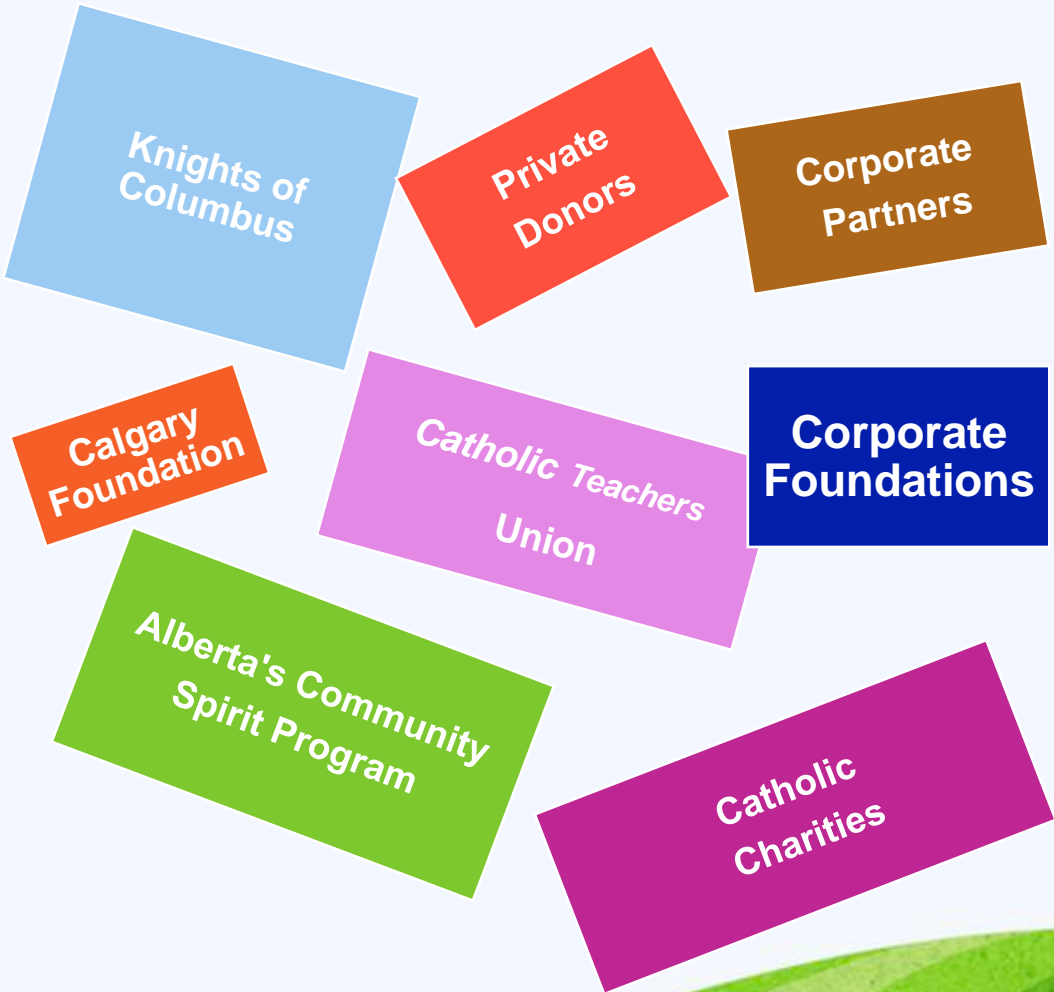 Knights of
Columbus
Private
Donors
Corporate
Partners
Calgary
Foundation
Catholic Teachers
Union
Corporate
Foundations
Alberta's Community
Spirit Program
Catholic
Charities